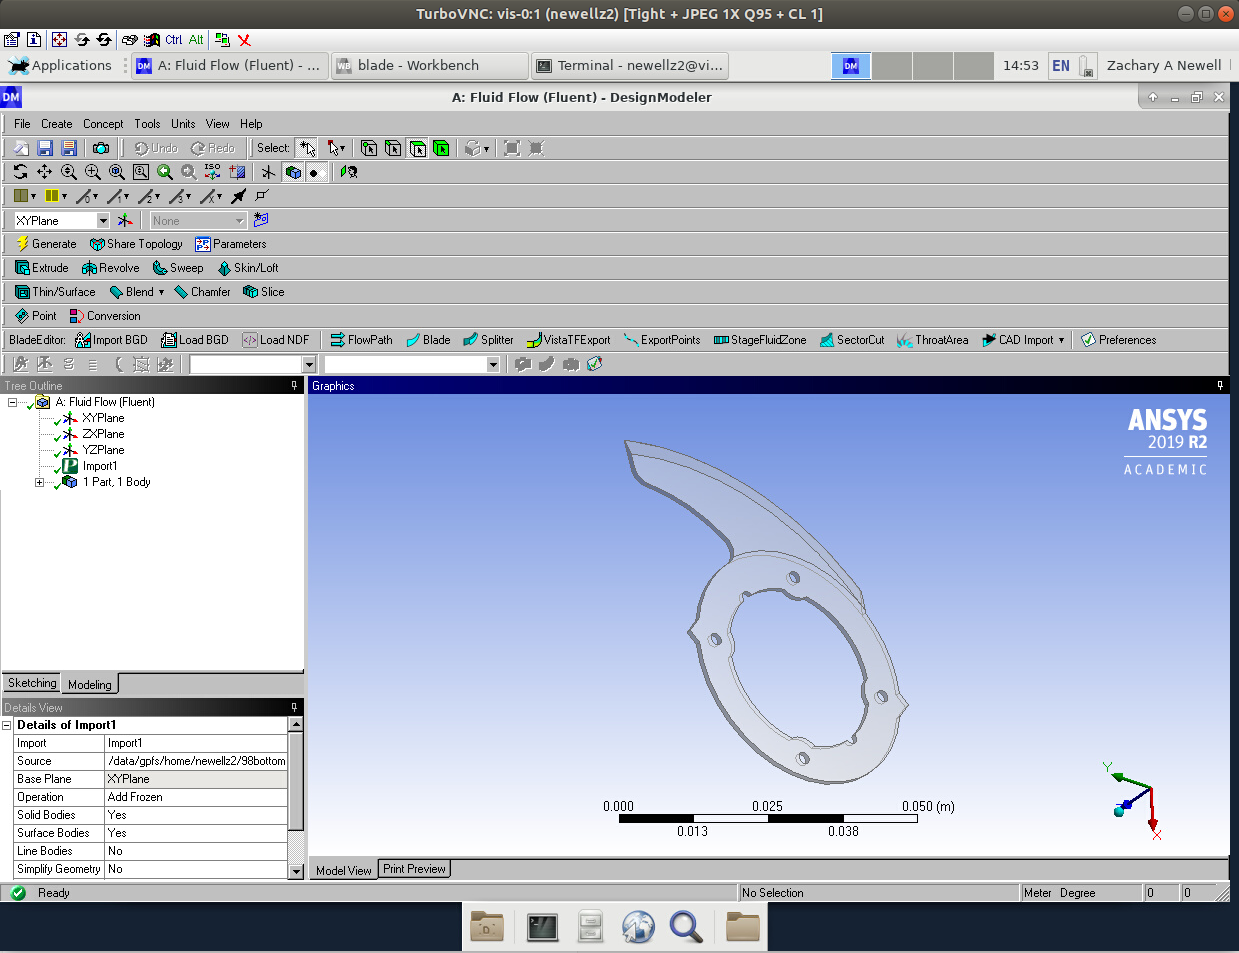 TurboVNC: vis-0:1 (newellz2) [Tight + JPEG 1X Q95 + CL 1]
Ctrl Alt
Applications
DM A: Fluid Flow (Fluent) - ...
WB blade - Workbench
Terminal - newellz2@vi...
DM
14:53
EN
Zachary A Newell
DM
A: Fluid Flow (Fluent) - DesignModeler
File Create Concept Tools Units View Help
Undo Redo Select:
ISO
XYPlane None
Generate Share Topology Parameters
Extrude Revolve Sweep Skin/Loft
Thin/Surface Blend Chamfer Slice
Point Conversion
BladeEditor: Import BGD Load BGD Load NDF FlowPath Blade Splitter VistaTFExport ExportPoints StageFluidZone SectorCut ThroatArea CAD Import Preferences
Tree Outline
A: Fluid Flow (Fluent)
XYPlane
ZXPlane
YZPlane
Import1
1 Part, 1 Body
Sketching Modeling
Details View
Details of Import1
Import Import1
Source /data/gpfs/home/newellz2/98bottom
Base Plane XYPlane
Operation Add Frozen
Solid Bodies Yes
Surface Bodies Yes
Line Bodies No
Simplify Geometry No
Graphics
ANSYS
2019 R2
ACADEMIC
0.000 0.025 0.050 (m)
0.013 0.038
Y
X
Model View Print Preview
Ready No Selection Meter Degree 0 0